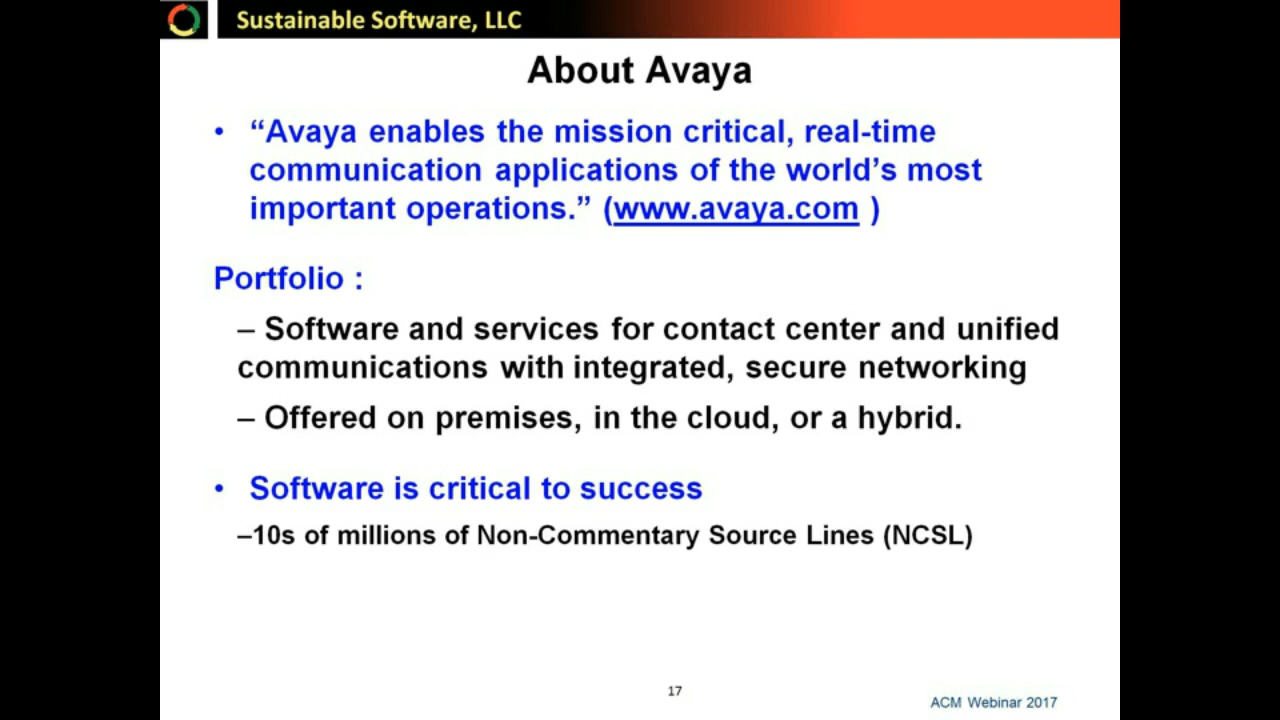 Sustainable Software, LLC
About Avaya
• “Avaya enables the mission critical, real-time
communication applications of the world’s most
important operations.” (www.avaya.com )
Portfolio :
– Software and services for contact center and unified
communications with integrated, secure networking
– Offered on premises, in the cloud, or a hybrid.
• Software is critical to success
–10s of millions of Non-Commentary Source Lines (NCSL)
17
ACM Webinar 2017